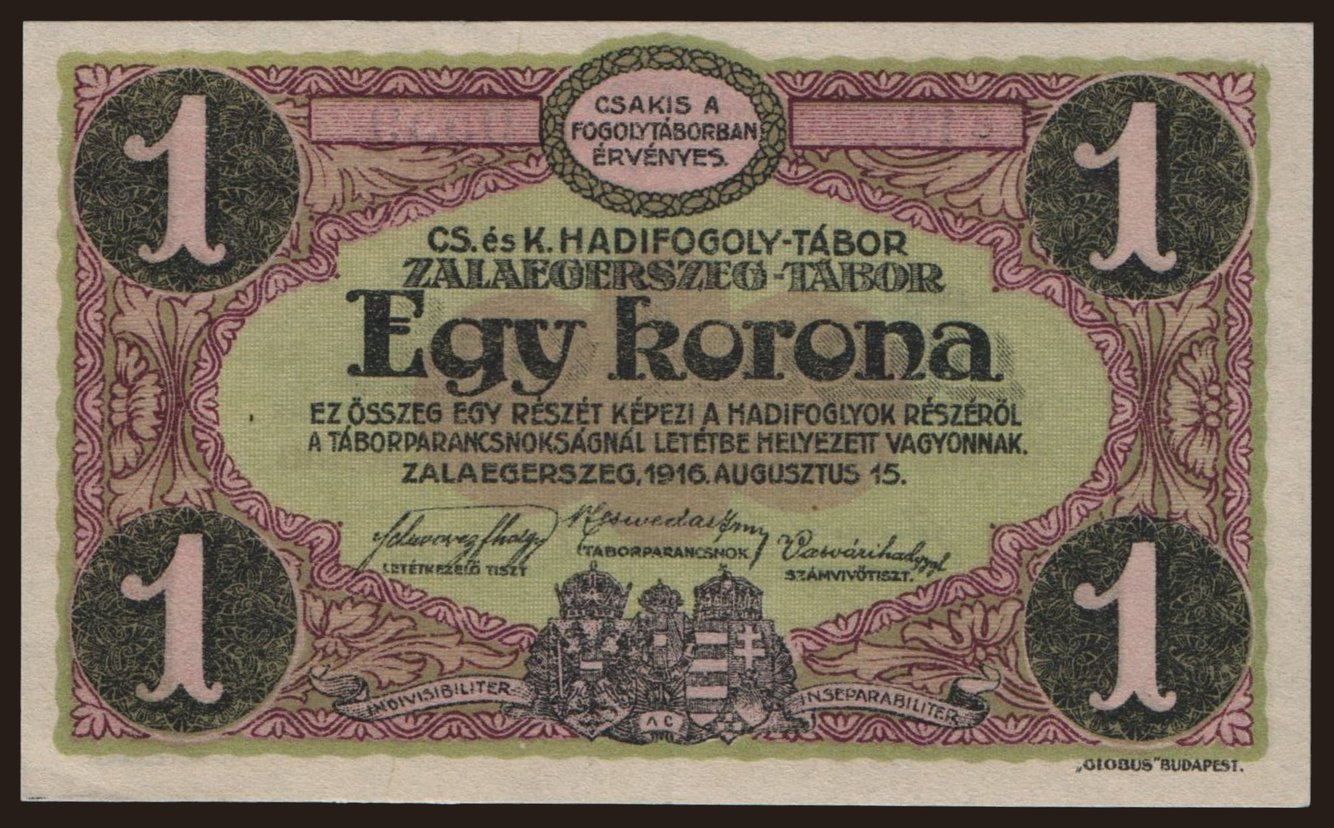 1
1
CSAKIS A
FOGOLYTÁBORBAN
ÉRVÉNYES.
CS. és K. HADIFOGOLY-TÁBOR
ZALAEGERSZEG-TÁBOR
Egy korona
EZ ÖSSZEG EGY RÉSZÉT KÉPEZI A HADIFOGLYOK RÉSZÉRŐL
A TÁBORPARANCSNOKSÁGNÁL LETÉTBE HELYEZETT VAGYONNAK.
ZALAEGERSZEG, 1916. AUGUSZTUS 15.
LETÉTKEZELŐ TISZT
TÁBORPARANCSNOK
Vasvári
SZÁMVIVŐTISZT.
1
1
INDIVISIBILITER
AC
INSEPARABILITER
„GLOBUS" BUDAPEST.